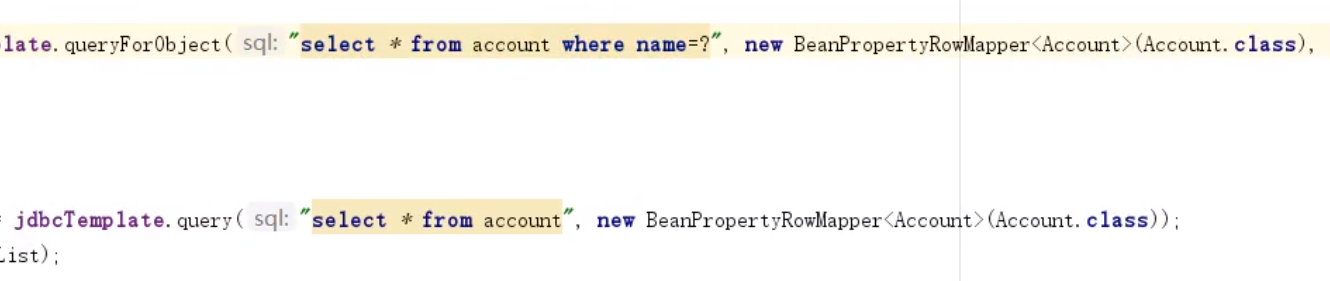 late.queryForObject( sql: "select * from account where name=?", new BeanPropertyRowMapper<Account>(Account.class),
= jdbcTemplate.query( sql: "select * from account", new BeanPropertyRowMapper<Account>(Account.class));
List);